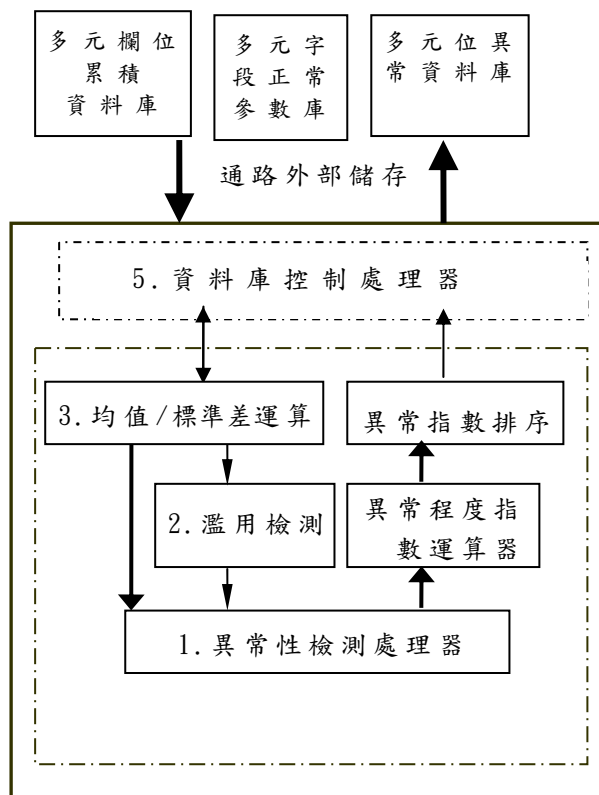 多元欄位
累積
資料庫
多元字
段正常
參數庫
多元位異
常資料庫
通路外部儲存
5.資料庫控制處理器
3.均值/標準差運算
異常指數排序
2.濫用檢測
異常程度指
數運算器
1.異常性檢測處理器